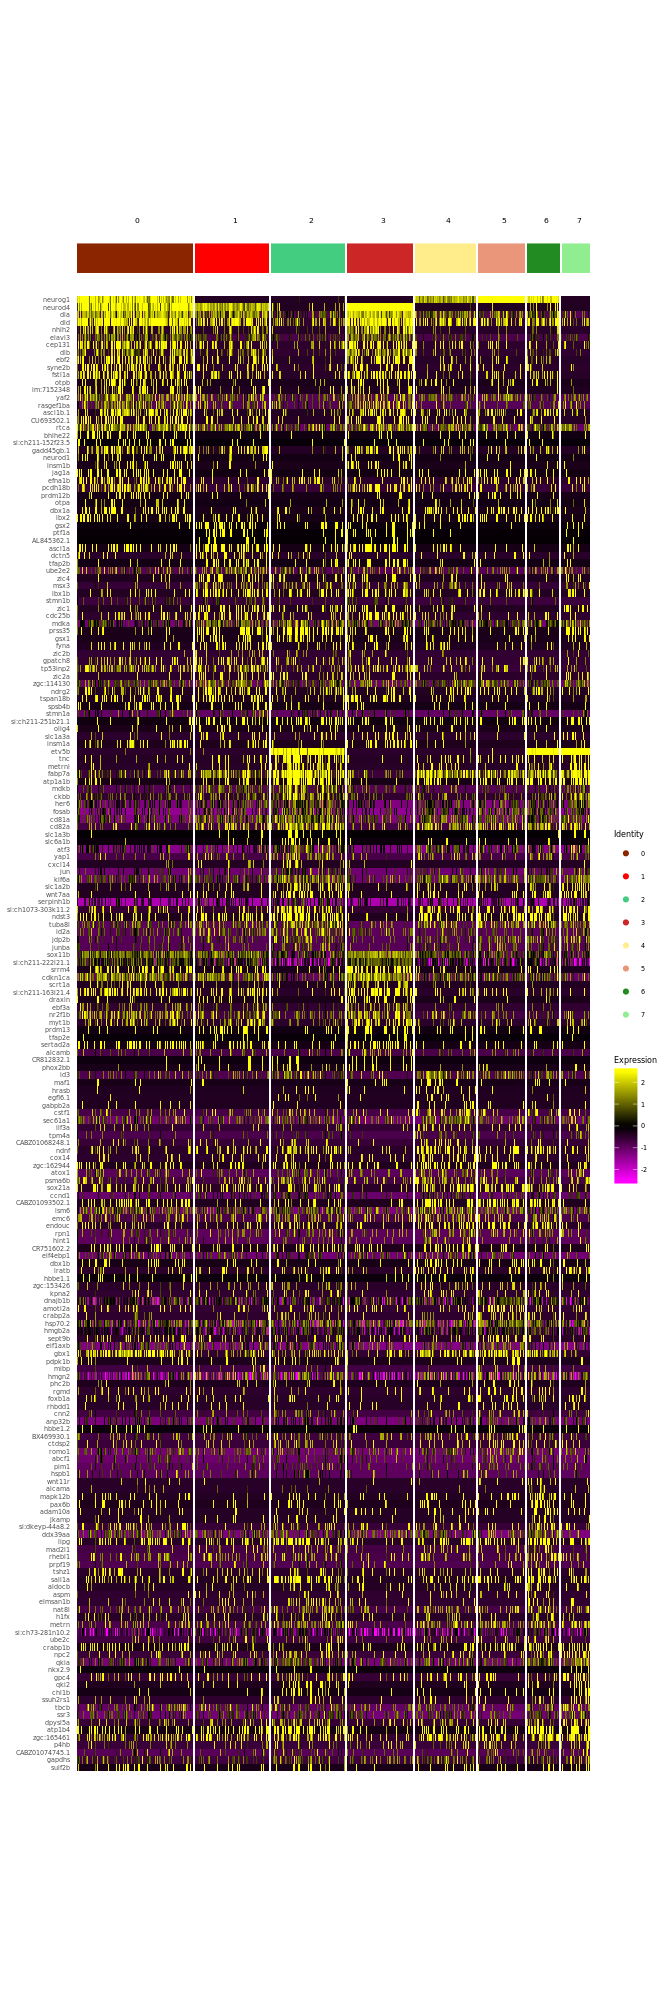 0 1 2 3 4 5 6 7
neurog1
neurod4
dla
dld
nhlh2
elavl3
cep131
dlb
ebf2
syne2b
fstl1a
otpb
im:7152348
yaf2
rasgef1ba
ascl1b.1
CU693502.1
rtca
bhlhe22
si:ch211-152f23.5
gadd45gb.1
neurod1
insm1b
jag1a
efna1b
pcdh18b
prdm12b
otpa
dbx1a
lbx2
gsx2
ptf1a
AL845362.1
ascl1a
dctn5
tfap2b
ube2e2
zic4
msx3
lbx1b
stmn1b
zic1
cdc25b
mdka
prss35
gsx1
fyna
zic2b
gpatch8
tp53inp2
zic2a
zgc:114130
ndrg2
tspan18b
spsb4b
stmn1a
si:ch211-251b21.1
olig4
slc1a3a
insm1a
etv5b
tnc
metrnl
fabp7a
atp1a1b
mdkb
ckbb
her6
fosab
cd81a
cd82a
slc1a3b
slc6a1b
atf3
yap1
cxcl14
jun
klf6a
slc1a2b
wnt7aa
serpinh1b
si:ch1073-303k11.2
ndst3
tuba8l
id2a
jdp2b
junba
sox11b
si:ch211-222l21.1
srrm4
cdkn1ca
scrt1a
si:ch211-163l21.4
draxin
ebf3a
nr2f1b
myt1b
prdm13
tfap2e
sertad2a
alcamb
CR812832.1
phox2bb
id3
maf1
hrasb
egfl6.1
gabpb2a
cstf1
sec61a1
ilf3a
tpm4a
CABZ01068248.1
ndnf
cox14
zgc:162944
atox1
psma6b
sox21a
ccnd1
CABZ01093502.1
lsm6
emc6
endouc
rpn1
hint1
CR751602.2
eif4ebp1
dbx1b
lratb
hbbe1.1
zgc:153426
kpna2
dnajb1b
amotl2a
crabp2a
hsp70.2
hmgb2a
sept9b
eif1axb
gbx1
pdpk1b
mibp
hmgn2
phc2b
rgmd
foxb1a
rhbdd1
cnn2
anp32b
hbbe1.2
BX469930.1
ctdsp2
romo1
abcf1
pim1
hspb1
wnt11r
alcama
mapk12b
pax6b
adam10a
jkamp
si:dkeyp-44a8.2
ddx39aa
lipg
mad2l1
rhebl1
prpf19
tshz1
sall1a
aldocb
aspm
elmsan1b
nat8l
h1fx
metrn
si:ch73-281n10.2
ube2c
crabp1b
npc2
qkia
nkx2.9
gpc4
qki2
chl1b
ssuh2rs1
tbcb
ssr3
dpysl5a
atp1b4
zgc:165461
p4hb
CABZ01074745.1
gapdhs
sulf2b
Identity
0
1
2
3
4
5
6
7
Expression
2
1
0
-1
-2